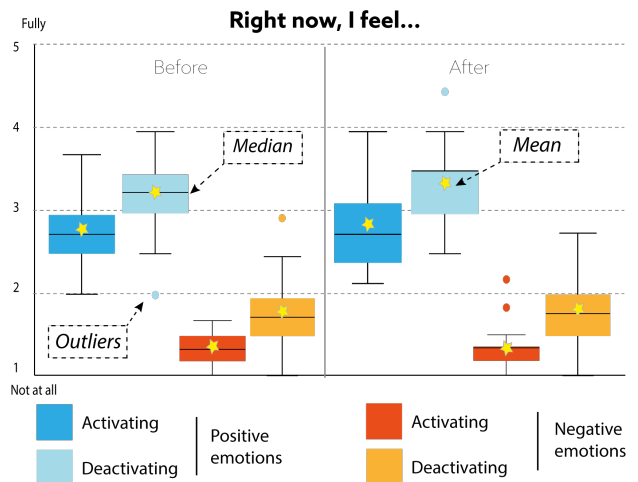 Right now, I feel...
Fully
5
Before
After
4
Median
Mean
3
2
Outliers
1
Not at all
Activating
Deactivating
Positive
emotions
Activating
Deactivating
Negative
emotions